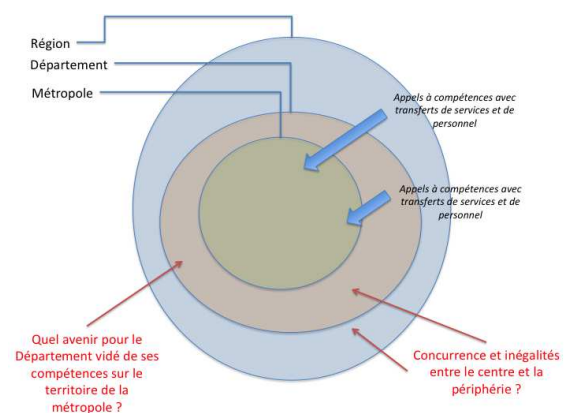 Région
Département
Métropole
Appels à compétences avec
transferts de services et de
personnel
Appels à compétences avec
transferts de services et de
personnel
Quel avenir pour le
Département vidé de ses
compétences sur le
territoire de la
métropole ?
Concurrence et inégalités
entre le centre et la
périphérie ?